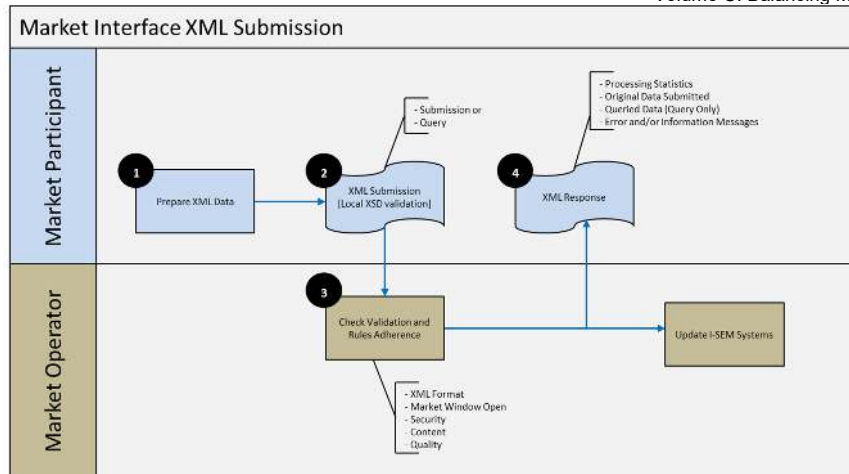 Market Interface XML Submission
Market Participant
- Processing Statistics
- Original Data Submitted
- Queried Data (Query Only)
- Error and/or Information Messages
- Submission or
- Query
1
Prepare XML Data
2
XML Submission
[Local XSD validation]
4
XML Response
Market Operator
3
Check Validation and
Rules Adherence
Update I-SEM Systems
- XML Format
- Market Window Open
- Security
- Content
- Quality